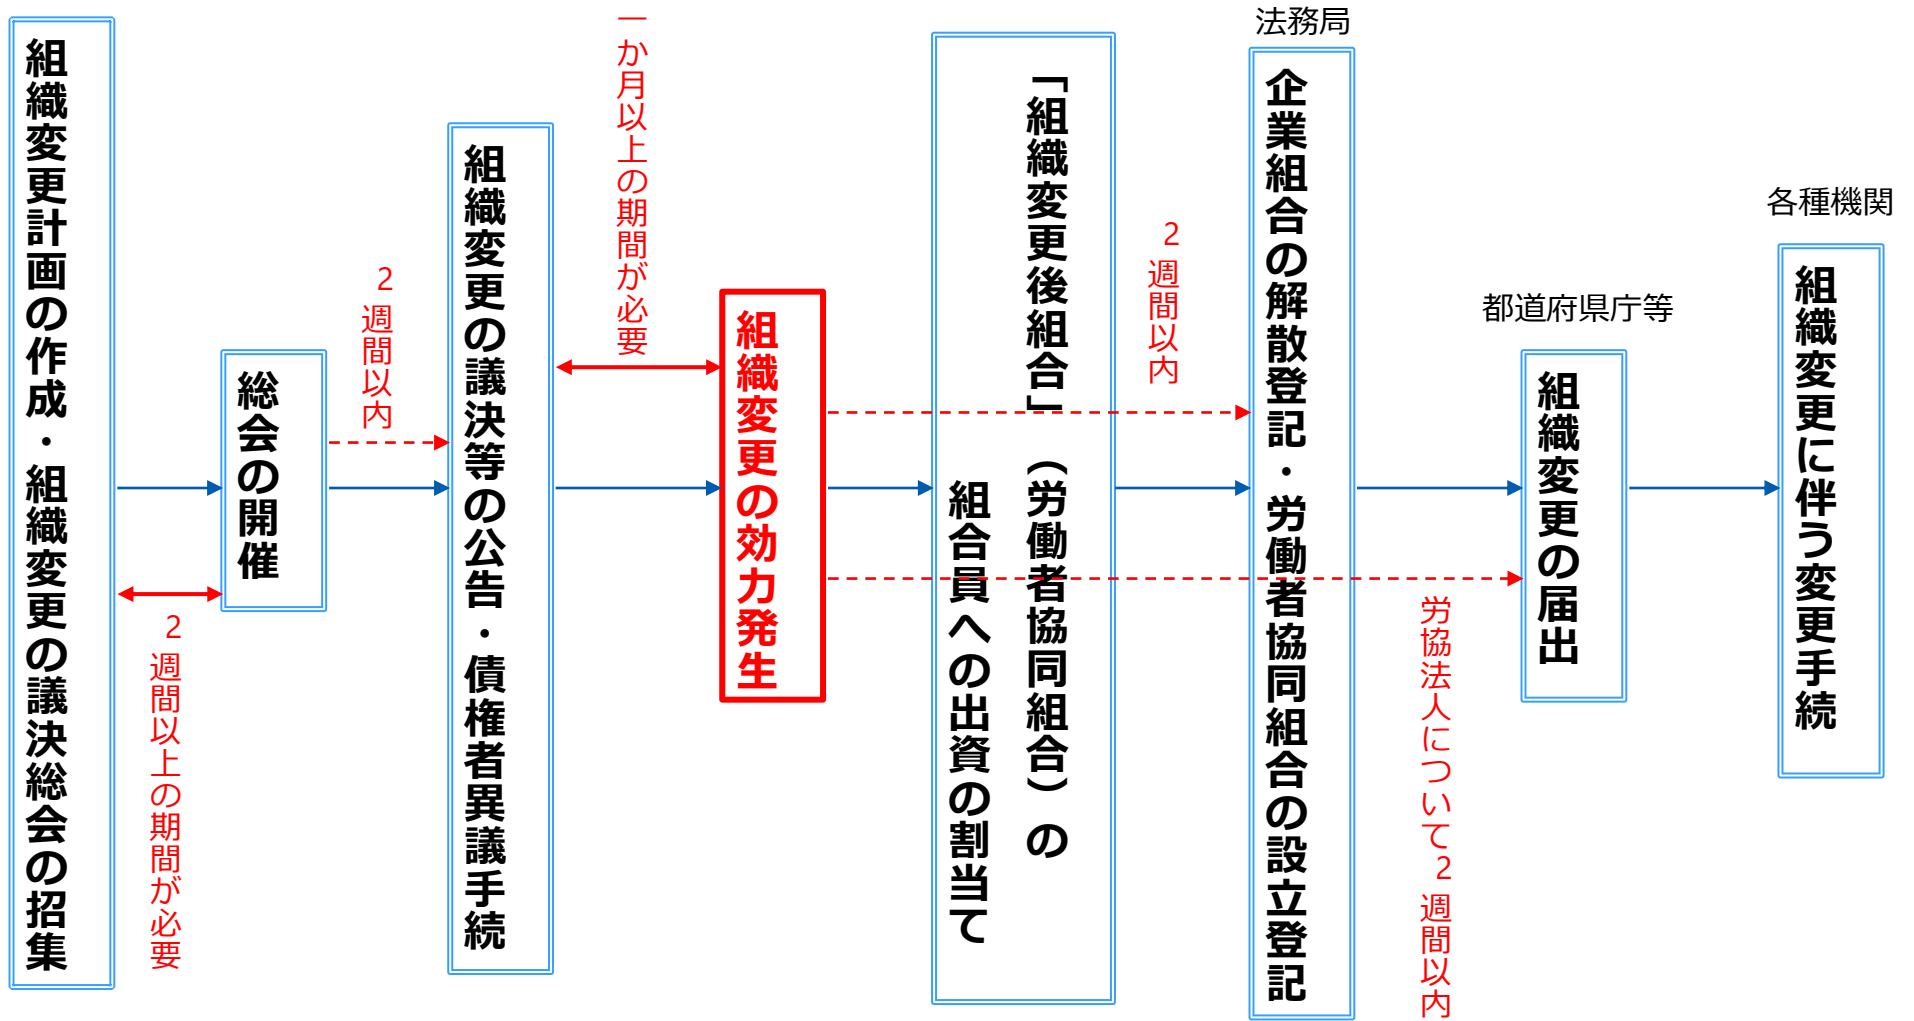 組織変更計画の作成・組織変更の議決総会の招集
2週間以上の期間が必要
総会の開催
2週間以内
組織変更の議決等の公告・債権者異議手続
一か月以上の期間が必要
組織変更の効力発生
「組織変更後組合」（労働者協同組合）の
組合員への出資の割当て
2週間以内
法務局
企業組合の解散登記・労働者協同組合の設立登記
労協法人について2週間以内
都道府県庁等
組織変更の届出
各種機関
組織変更に伴う変更手続